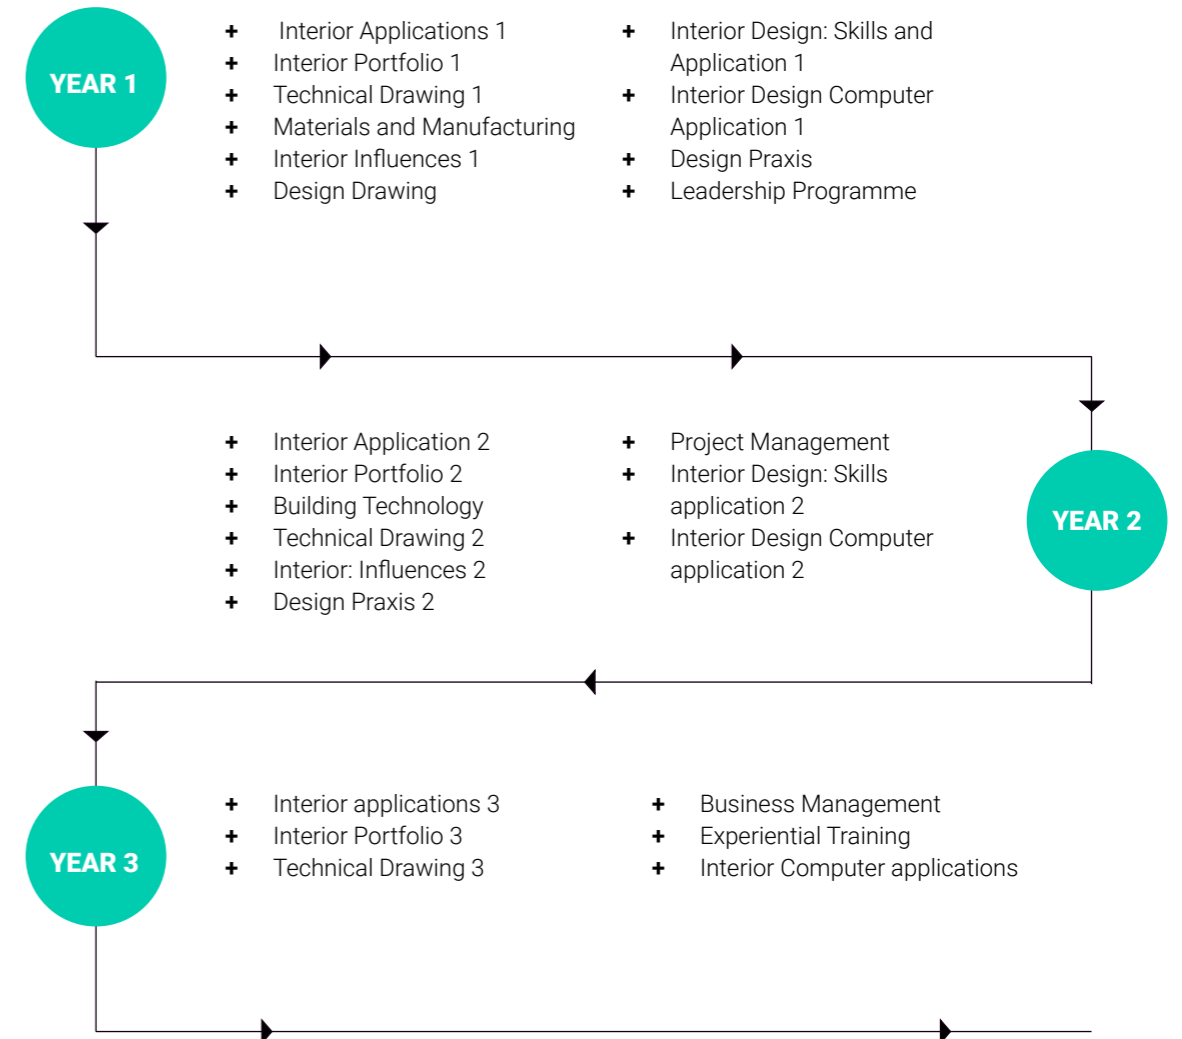 YEAR 1
+ Interior Applications 1
+ Interior Portfolio 1
+ Technical Drawing 1
+ Materials and Manufacturing
+ Interior Influences 1
+ Design Drawing
+ Interior Design: Skills and
Application 1
+ Interior Design Computer
Application 1
+ Design Praxis
+ Leadership Programme
+ Interior Application 2
+ Interior Portfolio 2
+ Building Technology
+ Technical Drawing 2
+ Interior: Influences 2
+ Design Praxis 2
+ Project Management
+ Interior Design: Skills
application 2
+ Interior Design Computer
application 2
YEAR 2
YEAR 3
+ Interior applications 3
+ Interior Portfolio 3
+ Technical Drawing 3
+ Business Management
+ Experiential Training
+ Interior Computer applications